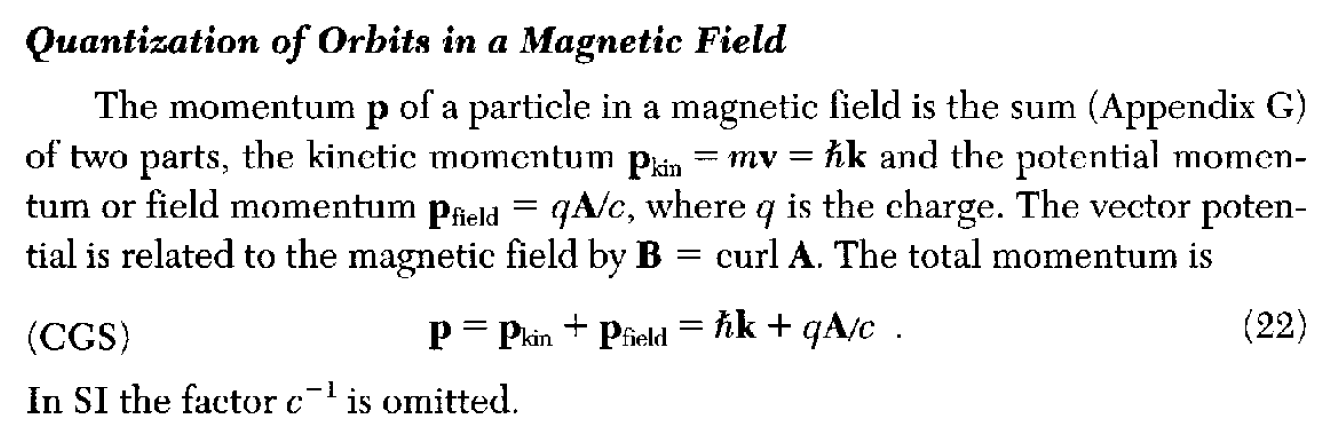 Quantization of Orbits in a Magnetic Field
The momentum p of a particle in a magnetic field is the sum (Appendix G)
of two parts, the kinetic momentum p_kin = mv = ℏk and the potential momen-
tum or field momentum p_field = qA/c, where q is the charge. The vector poten-
tial is related to the magnetic field by B = curl A. The total momentum is
(CGS) p = p_kin + p_field = ℏk + qA/c . (22)
In SI the factor c⁻¹ is omitted.